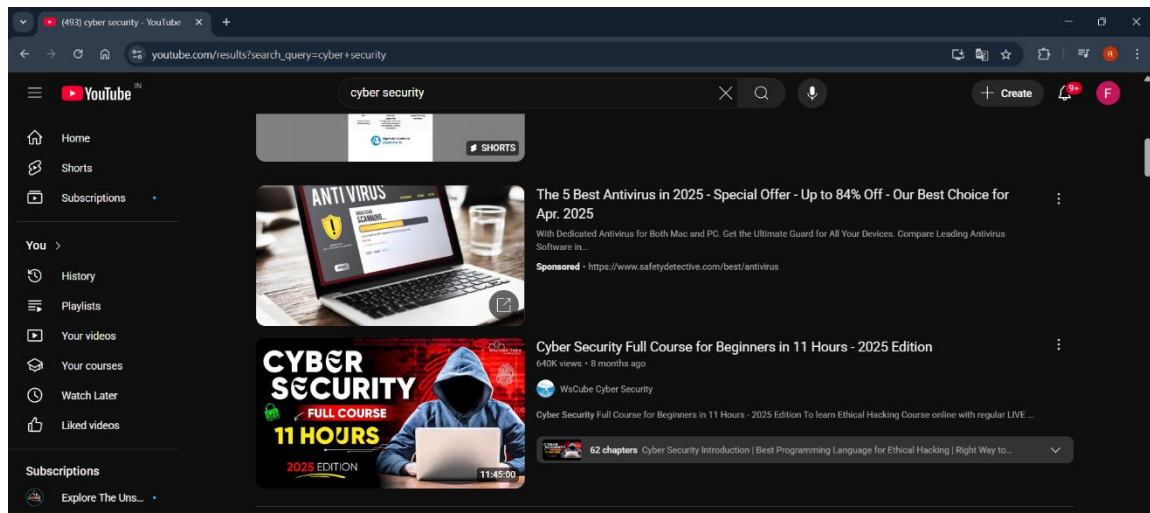 (493) cyber security - YouTube
youtube.com/results?search_query=cyber+security
R
YouTube IN
cyber security
Create
9+
F
Home
Shorts
Subscriptions
You
History
Playlists
Your videos
Your courses
Watch Later
Liked videos
Subscriptions
Explore The Uns...
SHORTS
ANTIVIRUS
SCANNING...
The 5 Best Antivirus in 2025 - Special Offer - Up to 84% Off - Our Best Choice for
Apr. 2025
With Dedicated Antivirus for Both Mac and PC. Get the Ultimate Guard for All Your Devices. Compare Leading Antivirus
Software in...
Sponsored - https://www.safetydetective.com/best/antivirus
CYBER
SECURITY
FULL COURSE
11 HOURS
2025 EDITION
11:45:00
Cyber Security Full Course for Beginners in 11 Hours - 2025 Edition
640K views • 8 months ago
WsCube Cyber Security
Cyber Security Full Course for Beginners in 11 Hours - 2025 Edition To learn Ethical Hacking Course online with regular LIVE ...
62 chapters Cyber Security Introduction | Best Programming Language for Ethical Hacking | Right Way to...